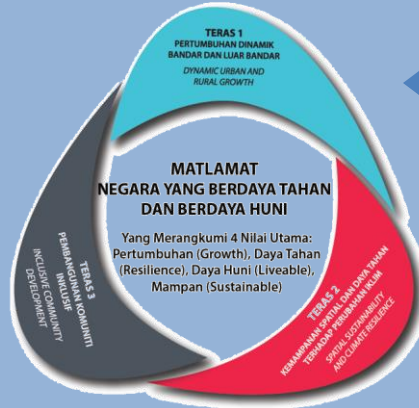 TERAS 1
PERTUMBUHAN DINAMIK
BANDAR DAN LUAR BANDAR
DYNAMIC URBAN AND
RURAL GROWTH
MATLAMAT
NEGARA YANG BERDAYA TAHAN
DAN BERDAYA HUNI
Yang Merangkumi 4 Nilai Utama:
Pertumbuhan (Growth), Daya Tahan
(Resilience), Daya Huni (Liveable),
Mampan (Sustainable)
TERAS 2
KEMAMPANAN SPATIAL DAN DAYA TAHAN
TERHADAP PERUBAHAN IKLIM
SPATIAL SUSTAINABILITY
AND CLIMATE RESILIENCE
TERAS 3
PEMBANGUNAN KOMUNITI
INKLUSIF
INCLUSIVE COMMUNITY
DEVELOPMENT